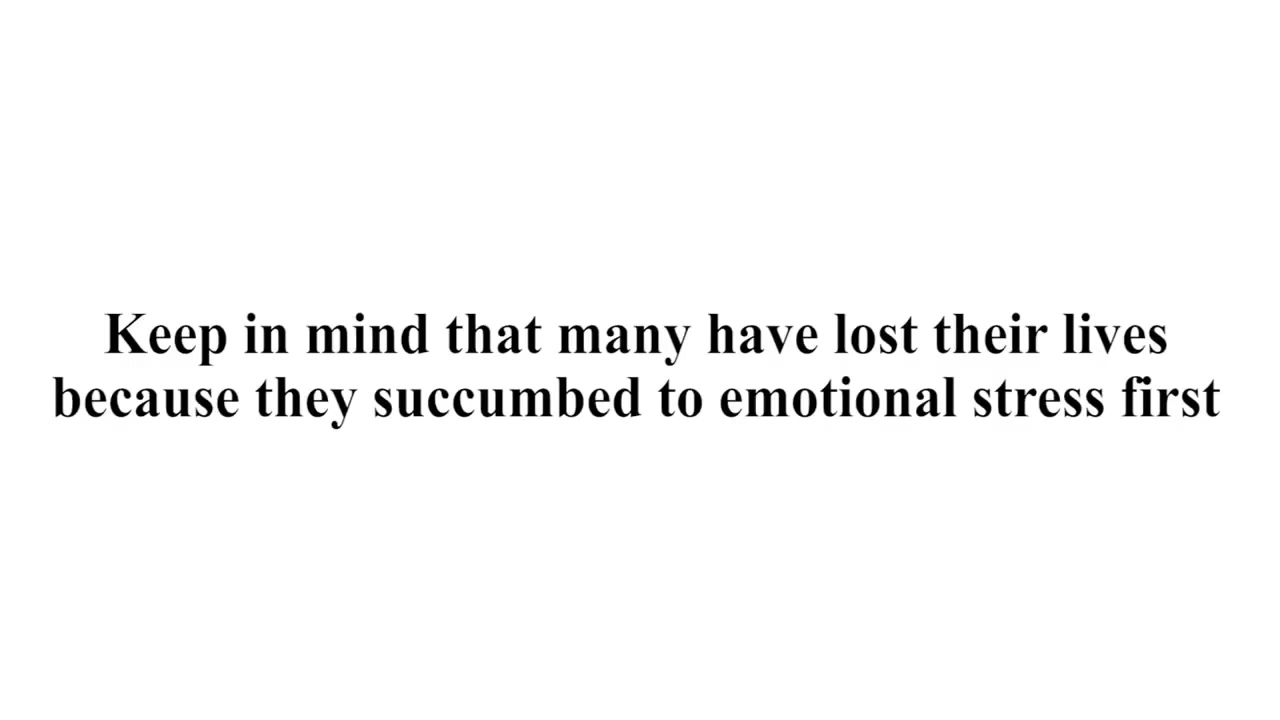 Keep in mind that many have lost their lives
because they succumbed to emotional stress first